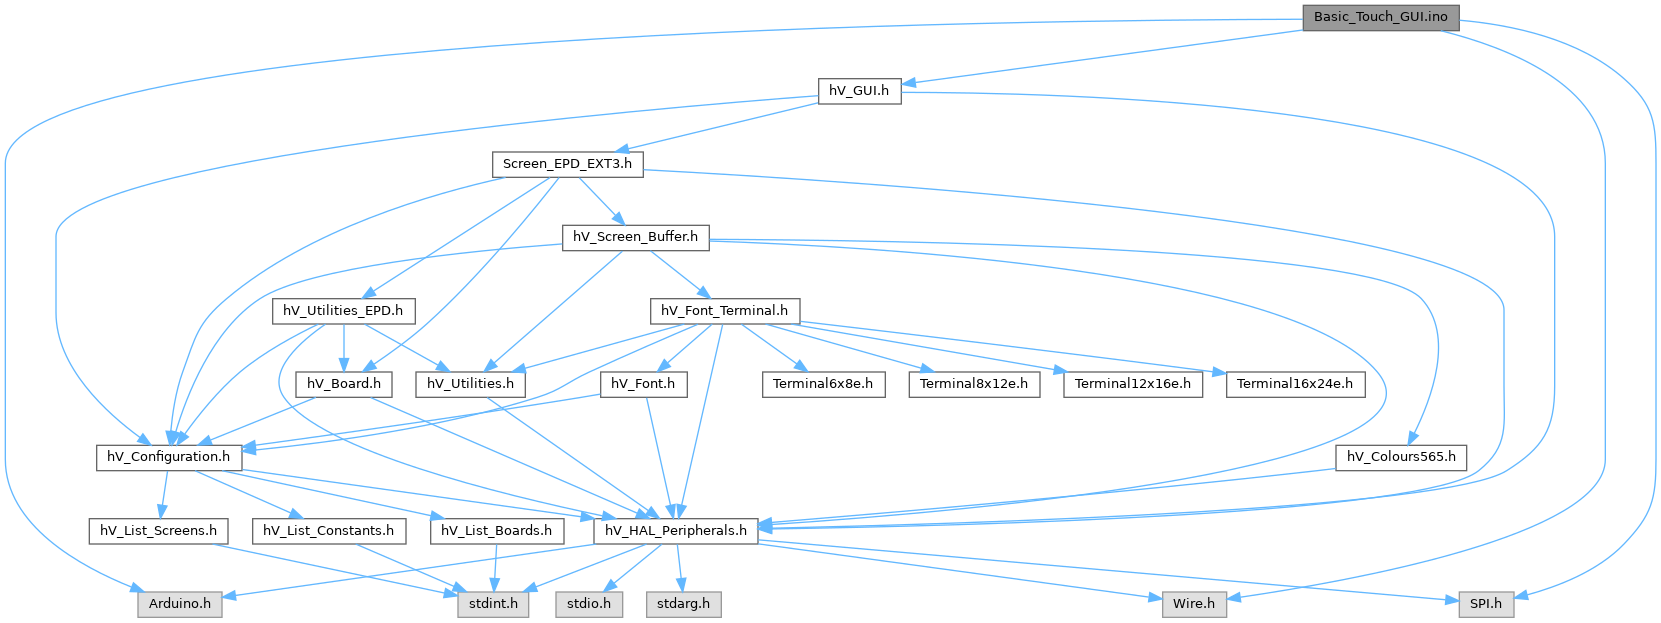 Basic_Touch_GUI.ino
hV_GUI.h
Screen_EPD_EXT3.h
hV_Screen_Buffer.h
hV_Utilities_EPD.h
hV_Font_Terminal.h
hV_Board.h
hV_Utilities.h
hV_Font.h
Terminal6x8e.h
Terminal8x12e.h
Terminal12x16e.h
Terminal16x24e.h
hV_Configuration.h
hV_Colours565.h
hV_List_Screens.h
hV_List_Constants.h
hV_List_Boards.h
hV_HAL_Peripherals.h
Arduino.h
stdint.h
stdio.h
stdarg.h
Wire.h
SPI.h